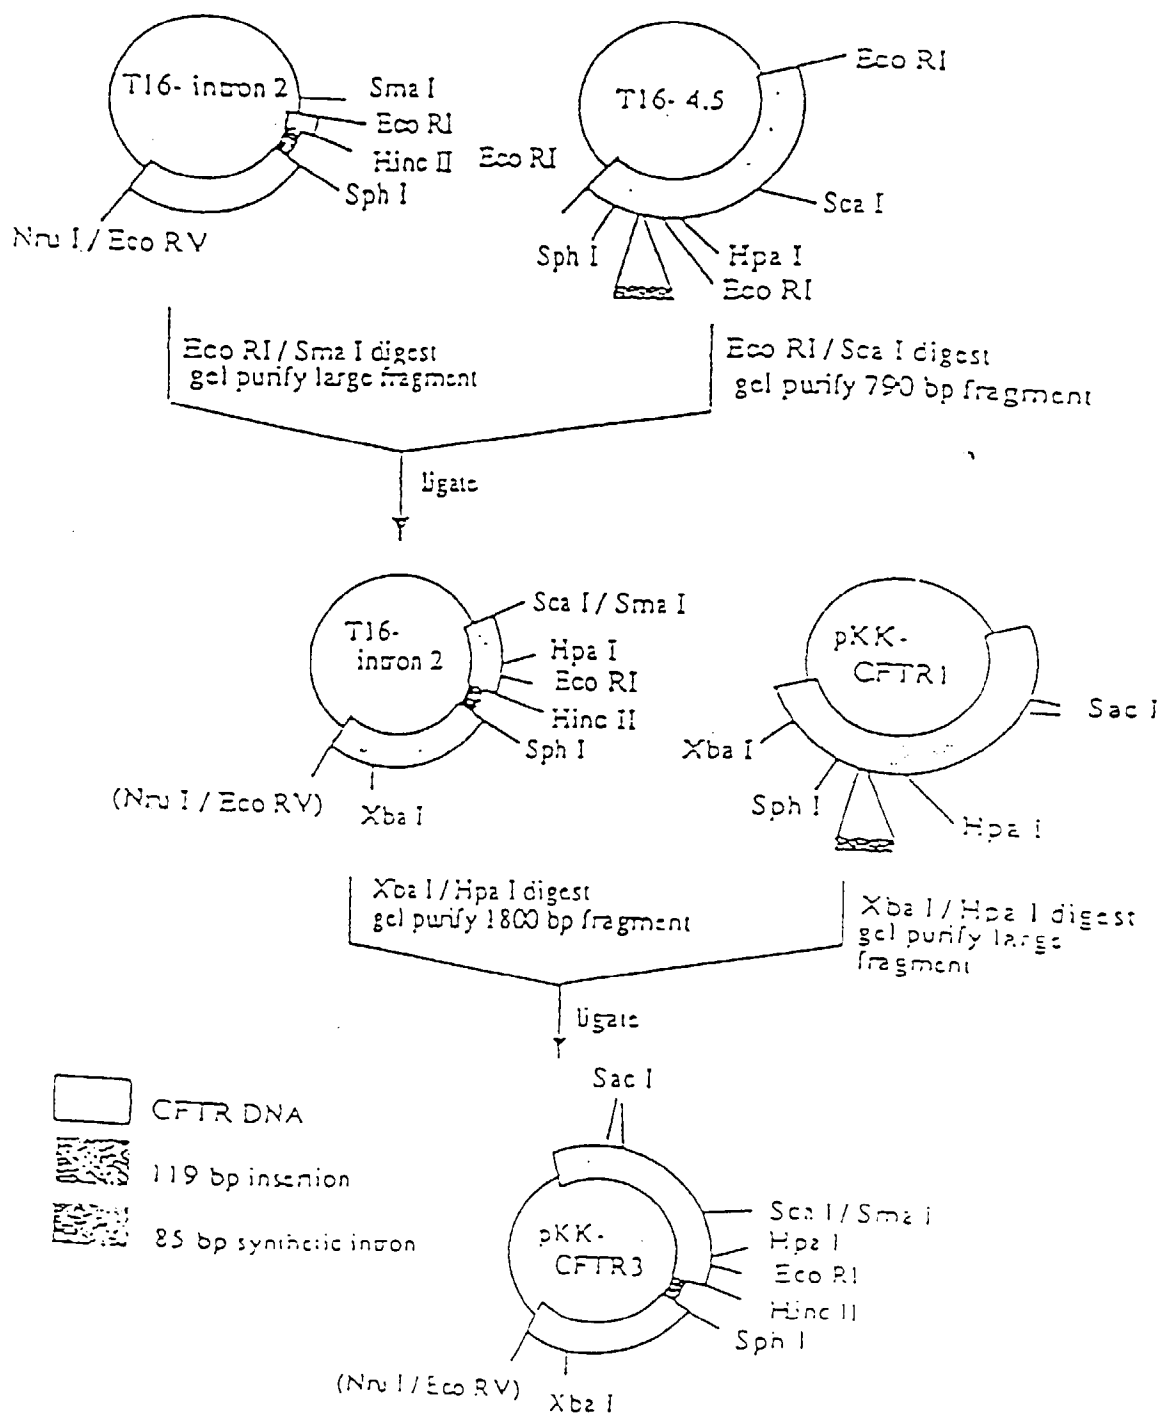 T16- intron 2
Sma I
Eco RI
Hinc II
Sph I
Nru I / Eco RV
T16- 4.5
Eco RI
Eco RI
Sca I
Sph I
Hpa I
Eco RI
Eco RI / Sma I digest
gel purify large fragment
Eco RI / Sca I digest
gel purify 790 bp fragment
ligate
T16-
intron 2
Sca I / Sma I
Hpa I
Eco RI
Hinc II
Sph I
(Nru I / Eco RV)
Xba I
pKK-
CFTR1
Sac I
Xba I
Sph I
Hpa I
Xba I / Hpa I digest
gel purify 1800 bp fragment
Xba I / Hpa I digest
gel purify large
fragment
ligate
Sac I
CFTR DNA
119 bp insertion
85 bp synthetic intron
pKK-
CFTR3
Sca I / Sma I
Hpa I
Eco RI
Hinc II
Sph I
(Nru I / Eco RV)
Xba I